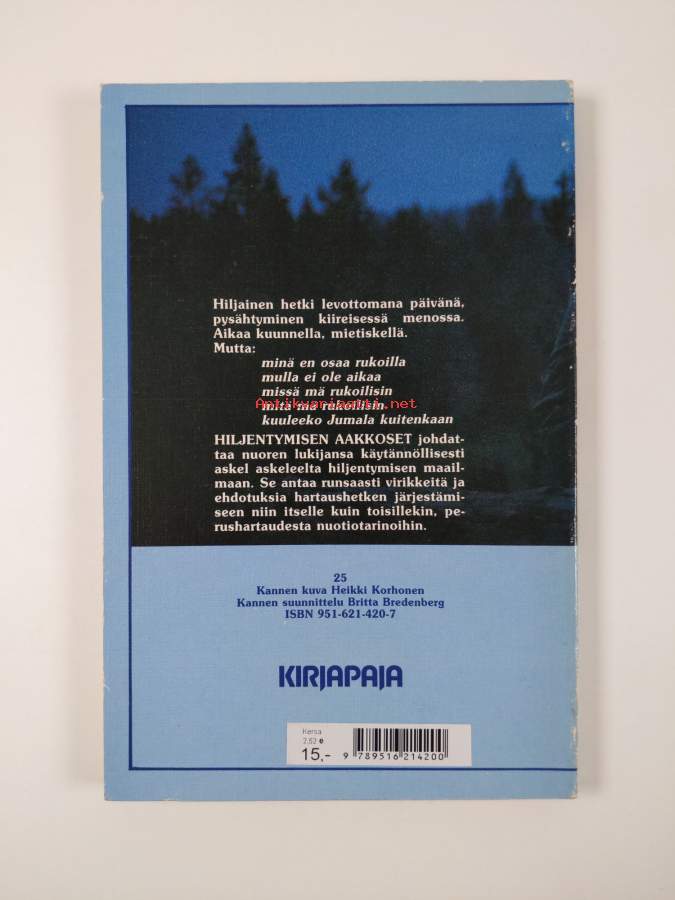 Hiljainen hetki levottomana päivänä,
pysähtyminen kiireisessä menossa.
Aikaa kuunnella, mietiskellä.
Mutta:
minä en osaa rukoilla
mulla ei ole aikaa
missä mä rukoilisin
Antikvariaatti.net
mitä mä rukoilisin
kuuleeko Jumala kuitenkaan
HILJENTYMISEN AAKKOSET johdat-
taa nuoren lukijansa käytännöllisesti
askel askeleelta hiljentymisen maail-
maan. Se antaa runsaasti virikkeitä ja
ehdotuksia hartaushetken järjestämi-
seen niin itselle kuin toisillekin, pe-
rushartaudesta nuotiotarinoihin.
25
Kannen kuva Heikki Korhonen
Kannen suunnittelu Britta Bredenberg
ISBN 951-621-420-7
KIRJAPAJA
Kersa
2,52 e
15,-
9 789516 214200